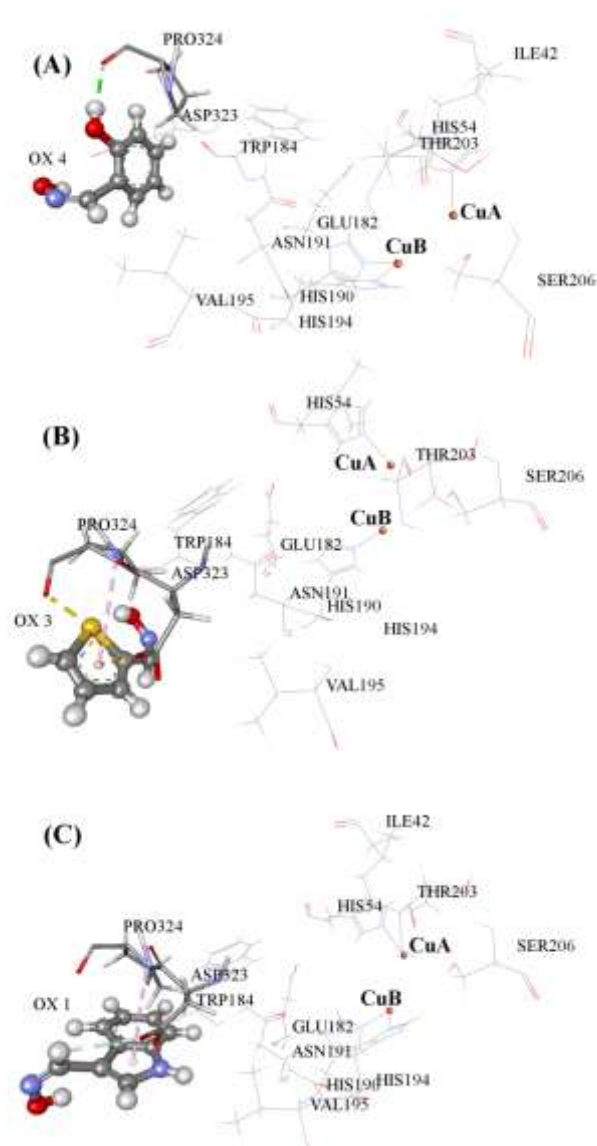 (A)
PRO324
ILE42
ASP323
HIS54
OX 4
TRP184
THR203
GLU182
CuA
ASN191
CuB
VAL195
HIS190
SER206
HIS194
(B)
HIS54
CuA
THR203
SER206
CuB
PRO324
TRP184
GLU182
ASP323
ASN191
OX 3
HIS190
HIS194
VAL195
(C)
ILE42
THR203
HIS54
PRO324
CuA
SER206
ASP323
OX 1
TRP184
CuB
GLU182
ASN191
HIS190
HIS194
VAL195